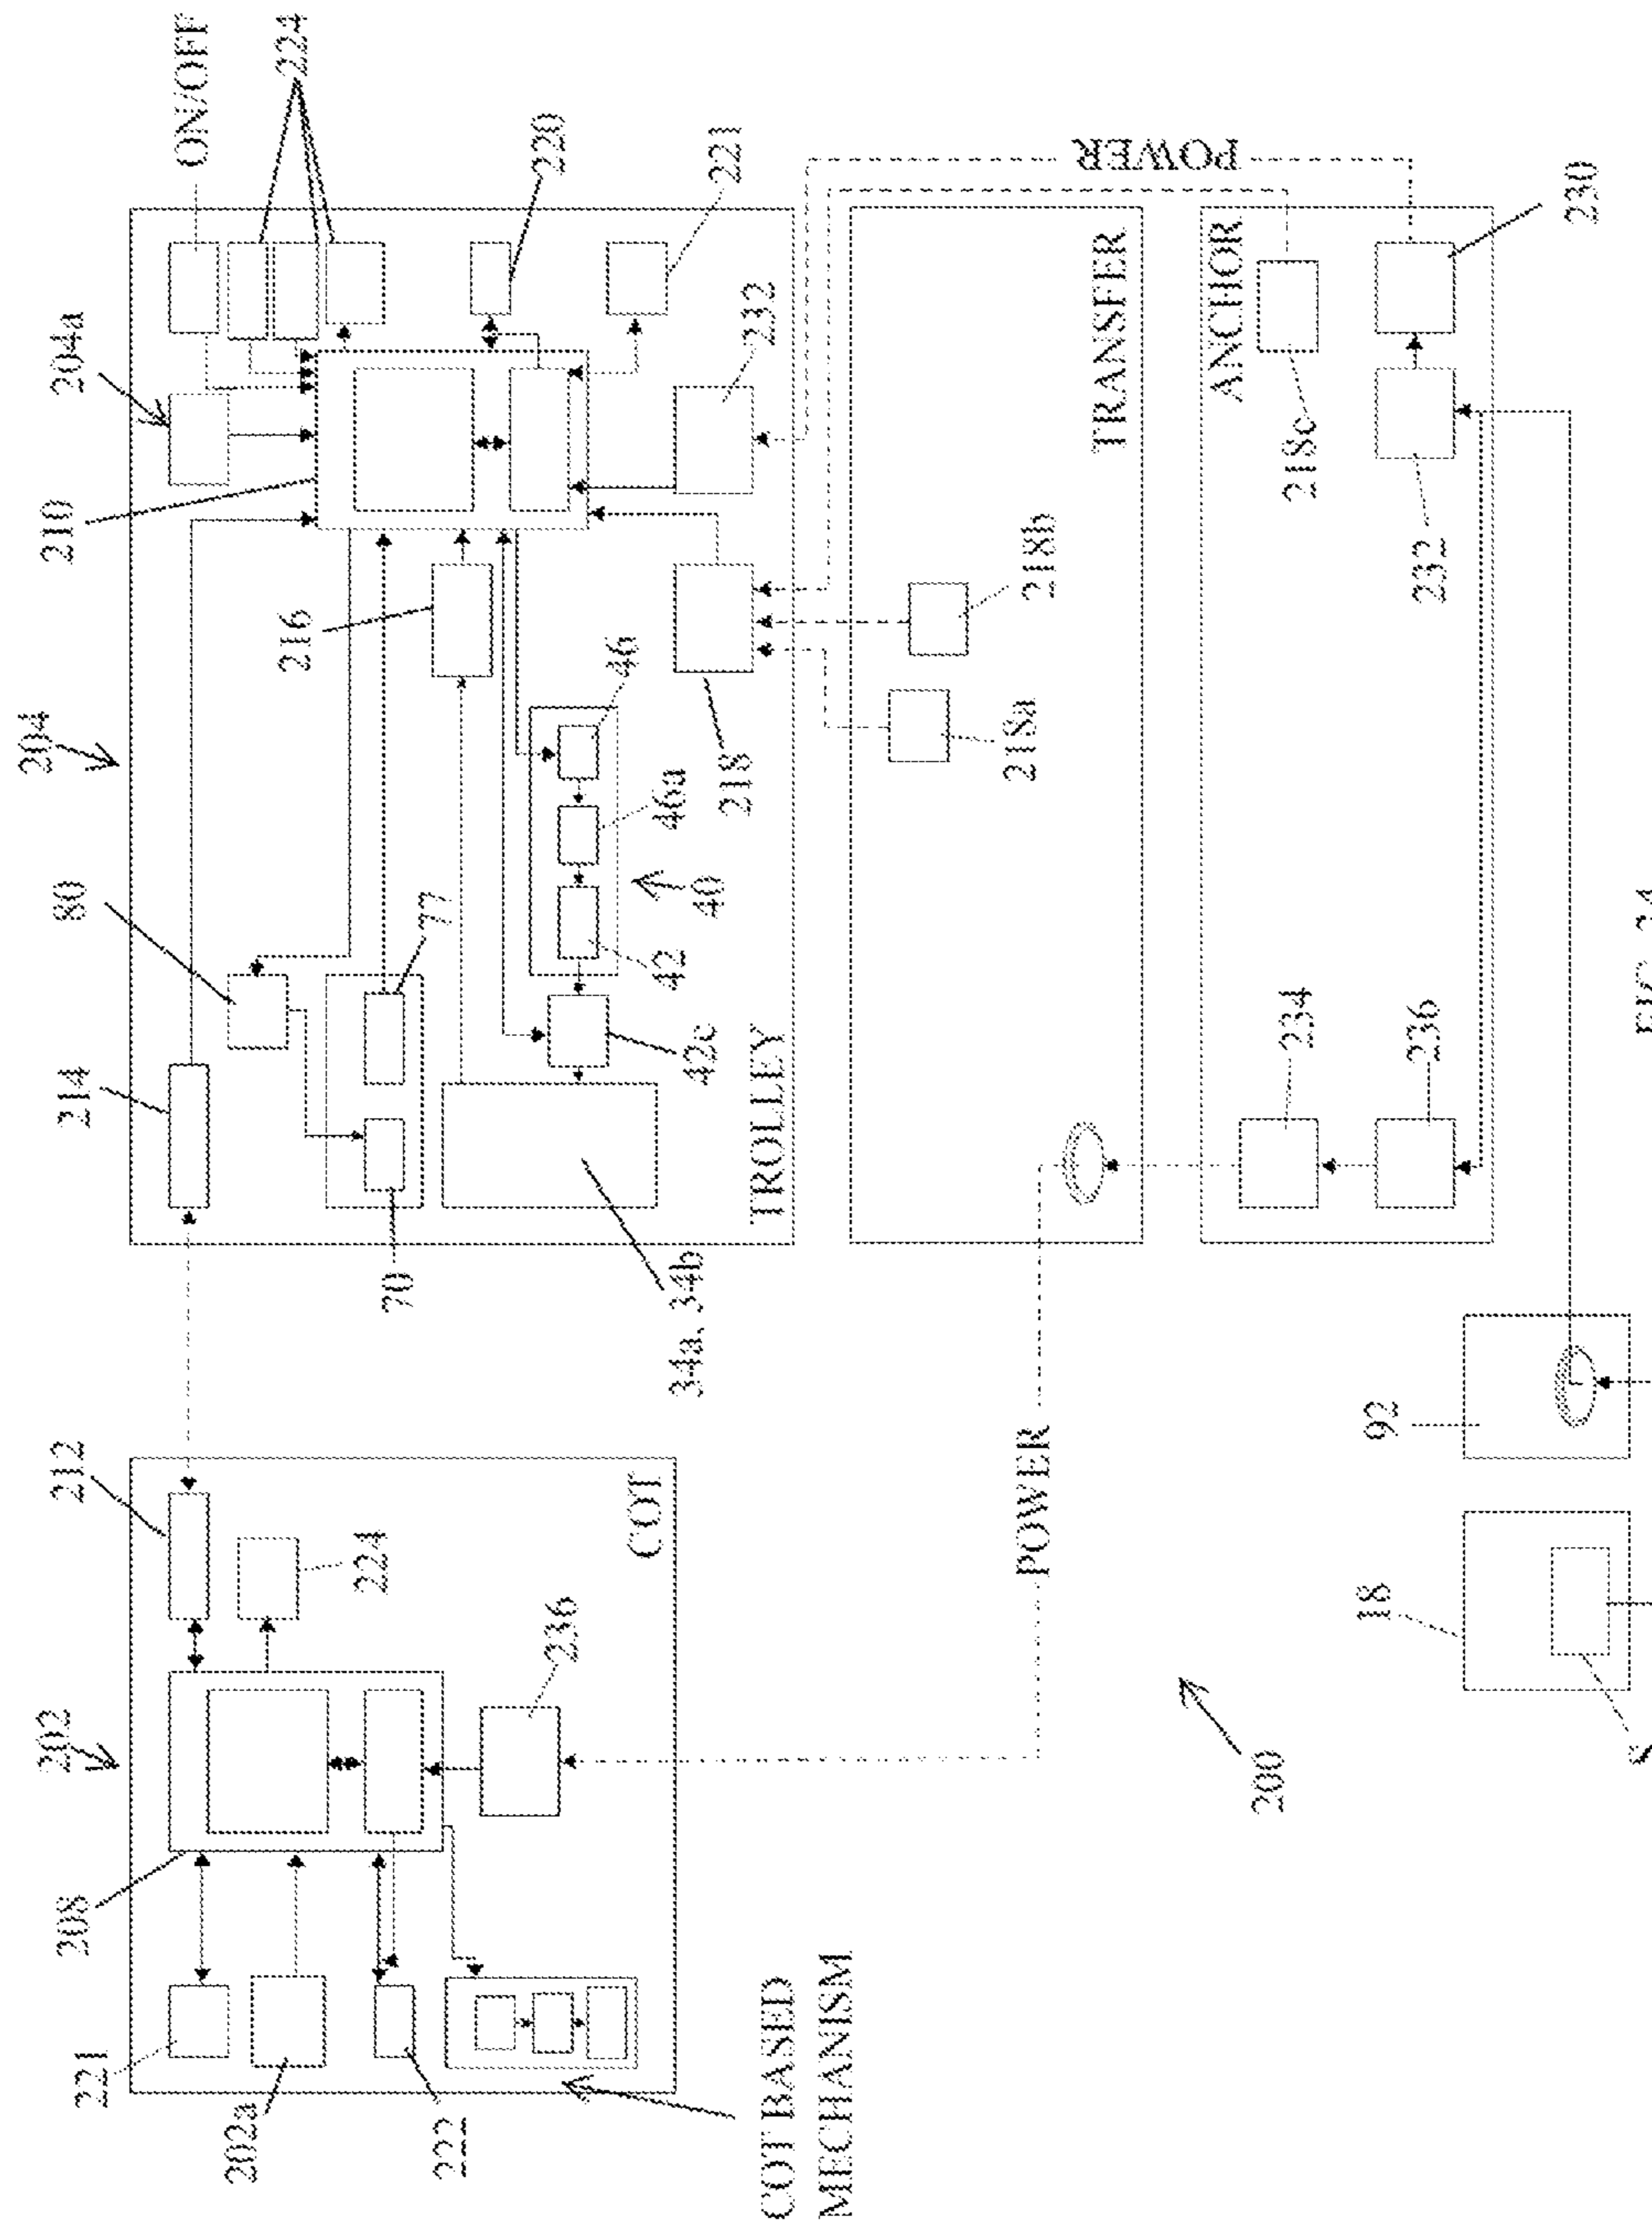 204
202
210
208
212
214
80
204a
221
ON/OFF
202a
224
216
224
70
77
222
220
236
46
COT
42
46a
34a, 34b
42c
40
218
221
232
TROLLEY
COT BASED
MECHANISM
218a
POWER
218b
TRANSFER
POWER
ANCHOR
200
234
218c
18
92
236
232
230